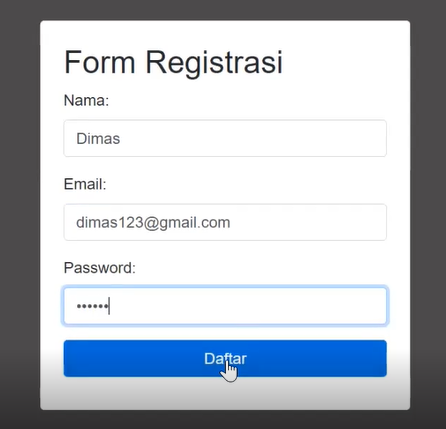 Form Registrasi
Nama:
Dimas
Email:
dimas123@gmail.com
Password:
••••••
Daftar